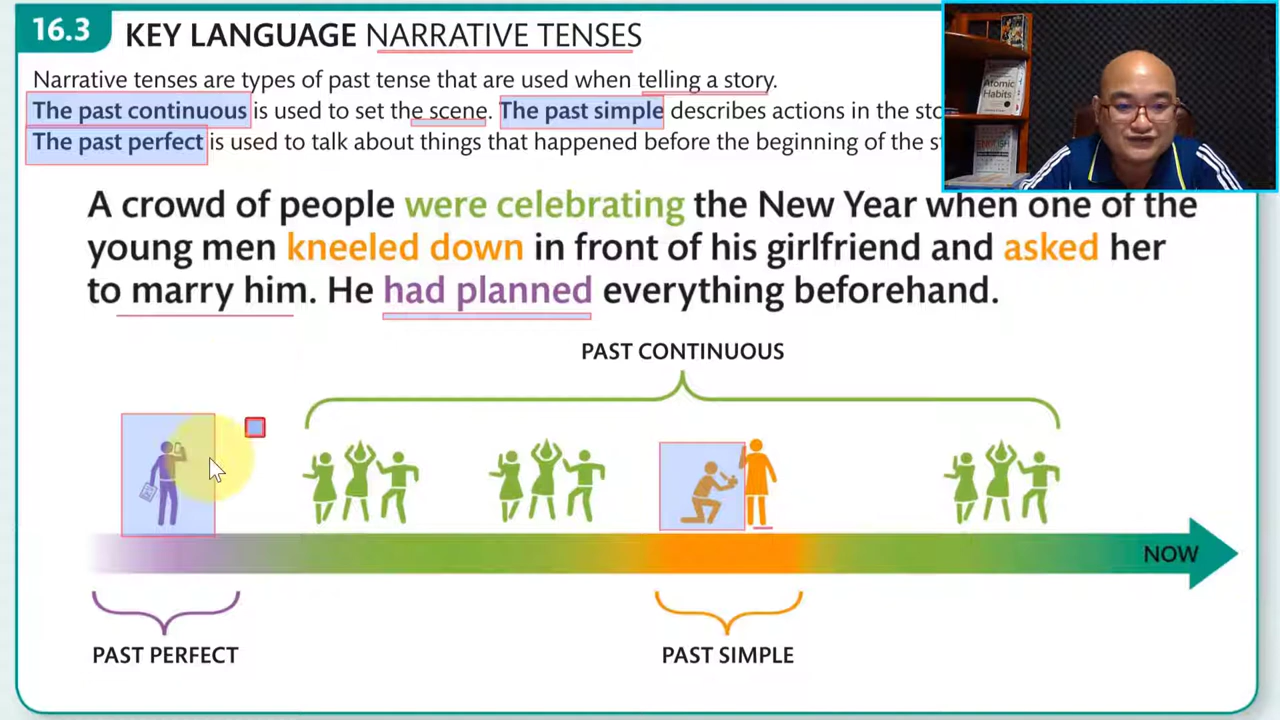 16.3 KEY LANGUAGE NARRATIVE TENSES
Narrative tenses are types of past tense that are used when telling a story.
The past continuous is used to set the scene. The past simple describes actions in the
The past perfect is used to talk about things that happened before the beginning of the
Atomic
Habits
ENGLISH
A crowd of people were celebrating the New Year when one of the
young men kneeled down in front of his girlfriend and asked her
to marry him. He had planned everything beforehand.
PAST CONTINUOUS
NOW
PAST PERFECT
PAST SIMPLE